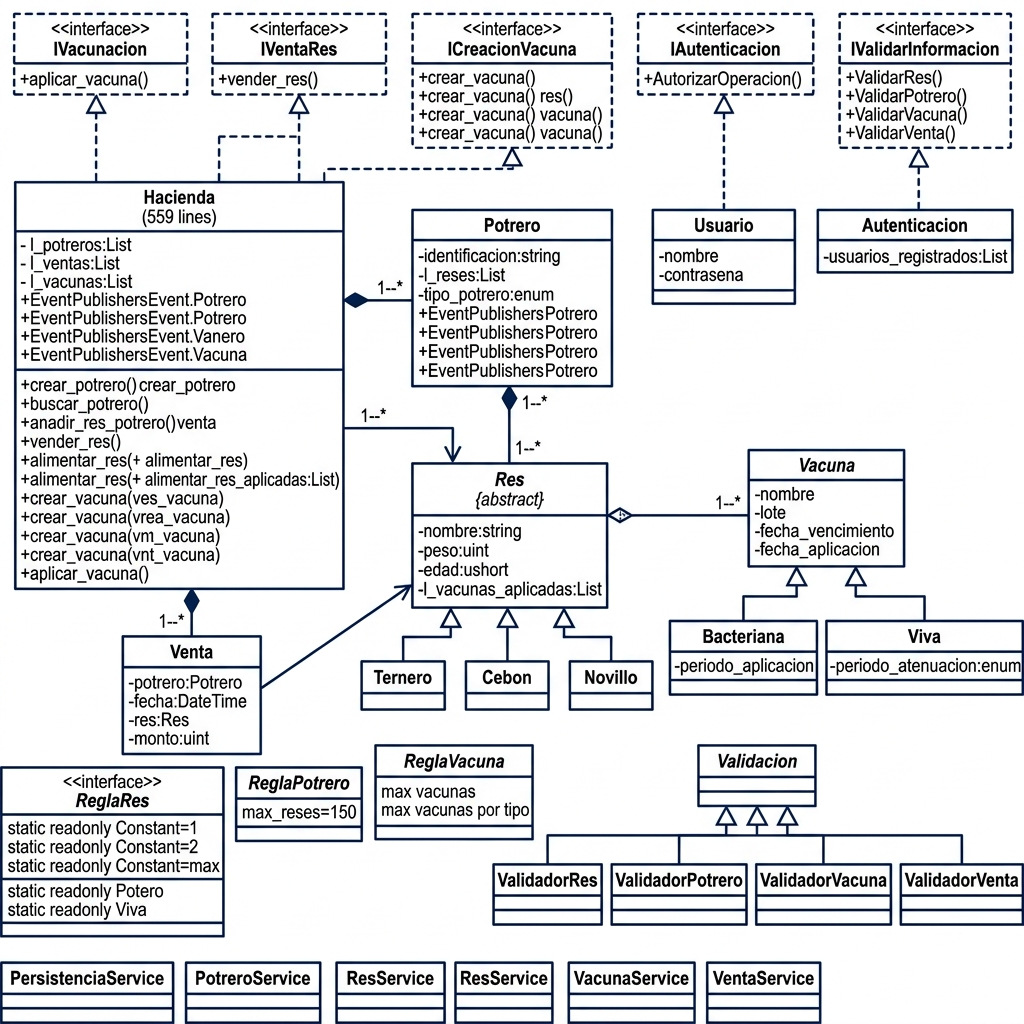 <<interface>>
IVacunacion
+aplicar_vacuna()
<<interface>>
IVentaRes
+vender_res()
<<interface>>
ICreacionVacuna
+crear_vacuna()
+crear_vacuna() res()
+crear_vacuna() vacuna()
+crear_vacuna() vacuna()
<<interface>>
IAutenticacion
+AutorizarOperacion()
<<interface>>
IValidarInformacion
+ValidarRes()
+ValidarPotrero()
+ValidarVacuna()
+ValidarVenta()
Hacienda
(559 lines)
- l_potreros:List
- l_ventas:List
- l_vacunas:List
+EventPublishersEvent.Potrero
+EventPublishersEvent.Potrero
+EventPublishersEvent.Vanero
+EventPublishersEvent.Vacuna
+crear_potrero() crear_potrero
+buscar_potrero()
+anadir_res_potrero() venta
+vender_res()
+alimentar_res(+ alimentar_res)
+alimentar_res(+ alimentar_res_aplicadas:List)
+crear_vacuna(ves_vacuna)
+crear_vacuna(vrea_vacuna)
+crear_vacuna(vm_vacuna)
+crear_vacuna(vnt_vacuna)
+aplicar_vacuna()
1--*
Potrero
-identificacion:string
-l_reses:List
-tipo_potrero:enum
+EventPublishersPotrero
+EventPublishersPotrero
+EventPublishersPotrero
+EventPublishersPotrero
Usuario
-nombre
-contrasena
Autenticacion
-usuarios_registrados:List
1--*
1--*
1--*
Res
{abstract}
-nombre:string
-peso:uint
-edad:ushort
-l_vacunas_aplicadas:List
1--*
Vacuna
-nombre
-lote
-fecha_vencimiento
-fecha_aplicacion
1--*
Venta
-potrero:Potrero
-fecha:DateTime
-res:Res
-monto:uint
Ternero
Cebon
Novillo
Bacteriana
-periodo_aplicacion
Viva
-periodo_atenuacion:enum
<<interface>>
ReglaRes
static readonly Constant=1
static readonly Constant=2
static readonly Constant=max
static readonly Potero
static readonly Viva
ReglaPotrero
max_reses=150
ReglaVacuna
max vacunas
max vacunas por tipo
Validacion
ValidadorRes
ValidadorPotrero
ValidadorVacuna
ValidadorVenta
PersistenciaService
PotreroService
ResService
ResService
VacunaService
VentaService